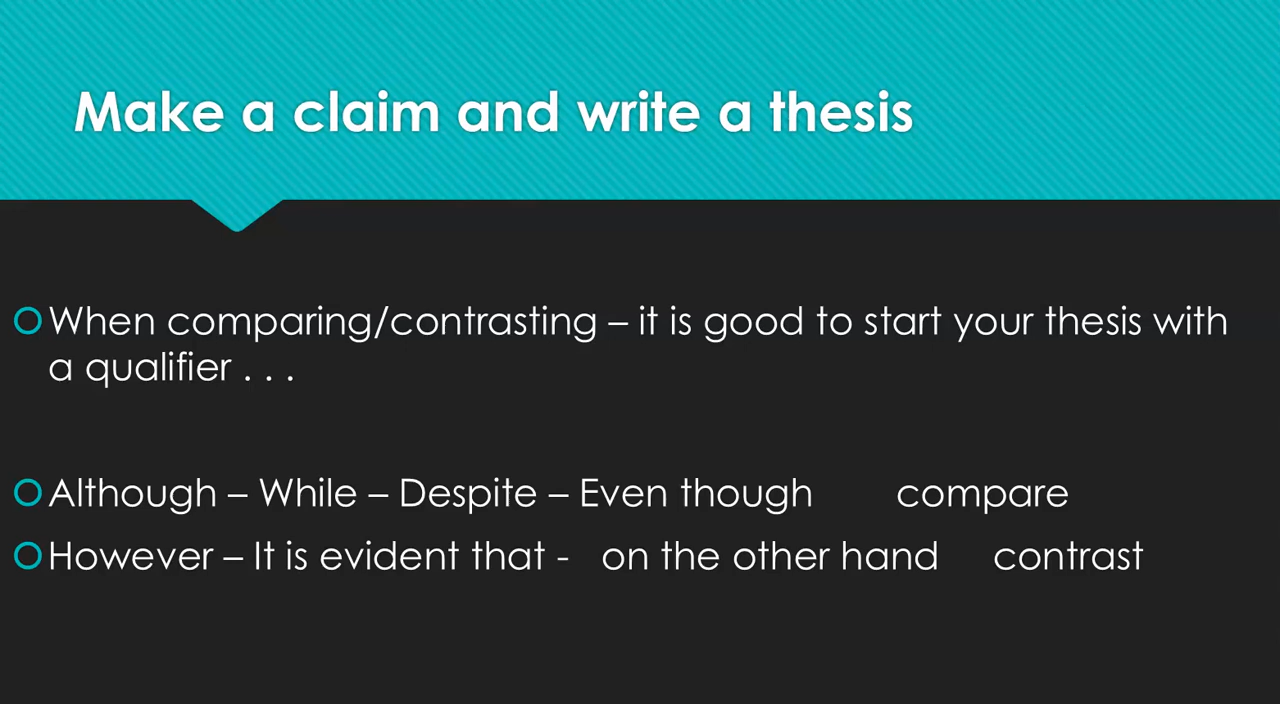 Make a claim and write a thesis
When comparing/contrasting – it is good to start your thesis with
a qualifier . . .
Although – While – Despite – Even though compare
However – It is evident that - on the other hand contrast